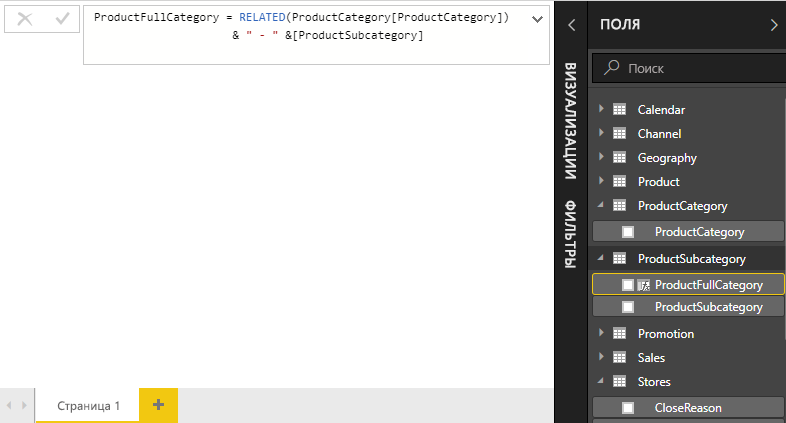 ProductFullCategory = RELATED(ProductCategory[ProductCategory])
& " - " &[ProductSubcategory]
Страница 1
ВИЗУАЛИЗАЦИИ
ФИЛЬТРЫ
ПОЛЯ
Поиск
Calendar
Channel
Geography
Product
ProductCategory
ProductCategory
ProductSubcategory
ProductFullCategory
ProductSubcategory
Promotion
Sales
Stores
CloseReason